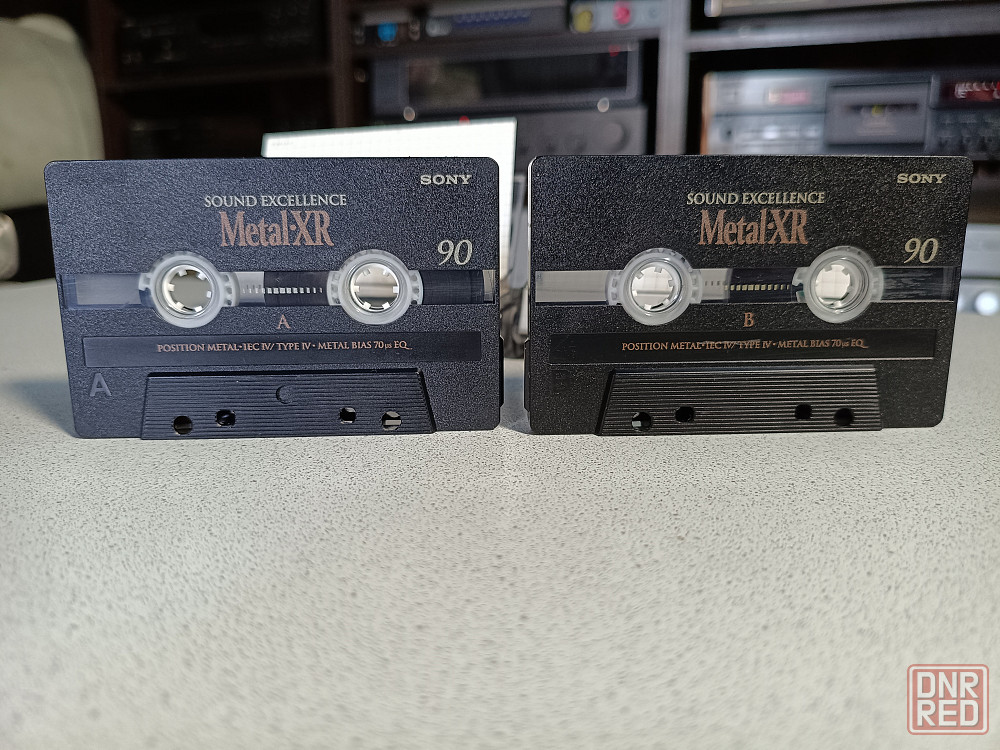 SONY
SOUND EXCELLENCE
Metal·XR
90
A
POSITION METAL·IEC IV/TYPE IV·METAL BIAS 70µs EQ
A
SONY
SOUND EXCELLENCE
Metal·XR
90
B
POSITION METAL·IEC IV/TYPE IV·METAL BIAS 70µs EQ
B
DNR
RED